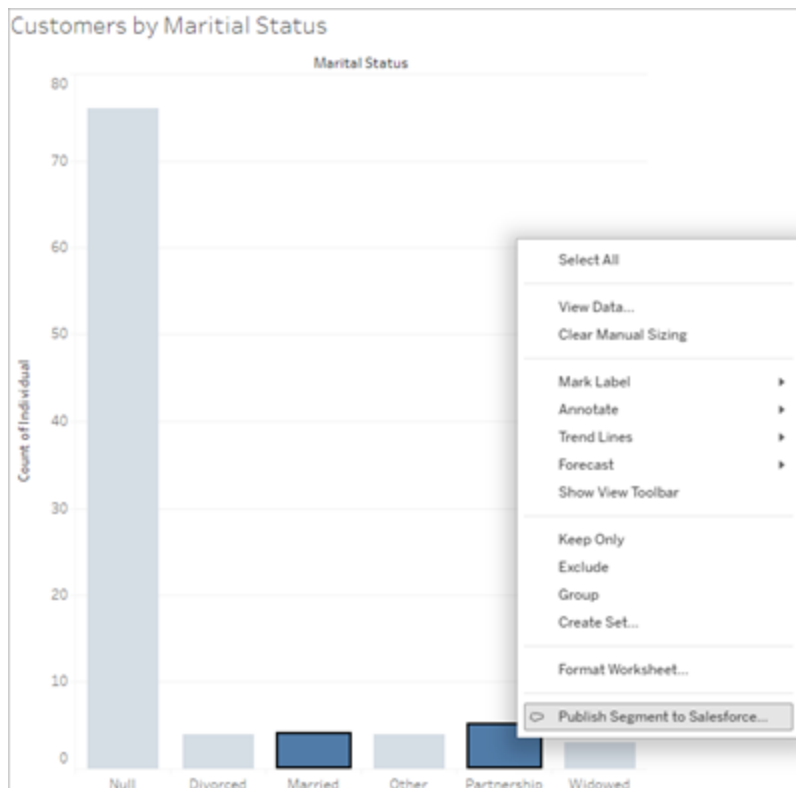 Customers by Maritial Status
Marital Status
80
70
60
50
40
30
20
10
0
Count of Individual
Null Divorced Married Other Partnership Widowed
Select All
View Data...
Clear Manual Sizing
Mark Label
Annotate
Trend Lines
Forecast
Show View Toolbar
Keep Only
Exclude
Group
Create Set...
Format Worksheet...
Publish Segment to Salesforce...